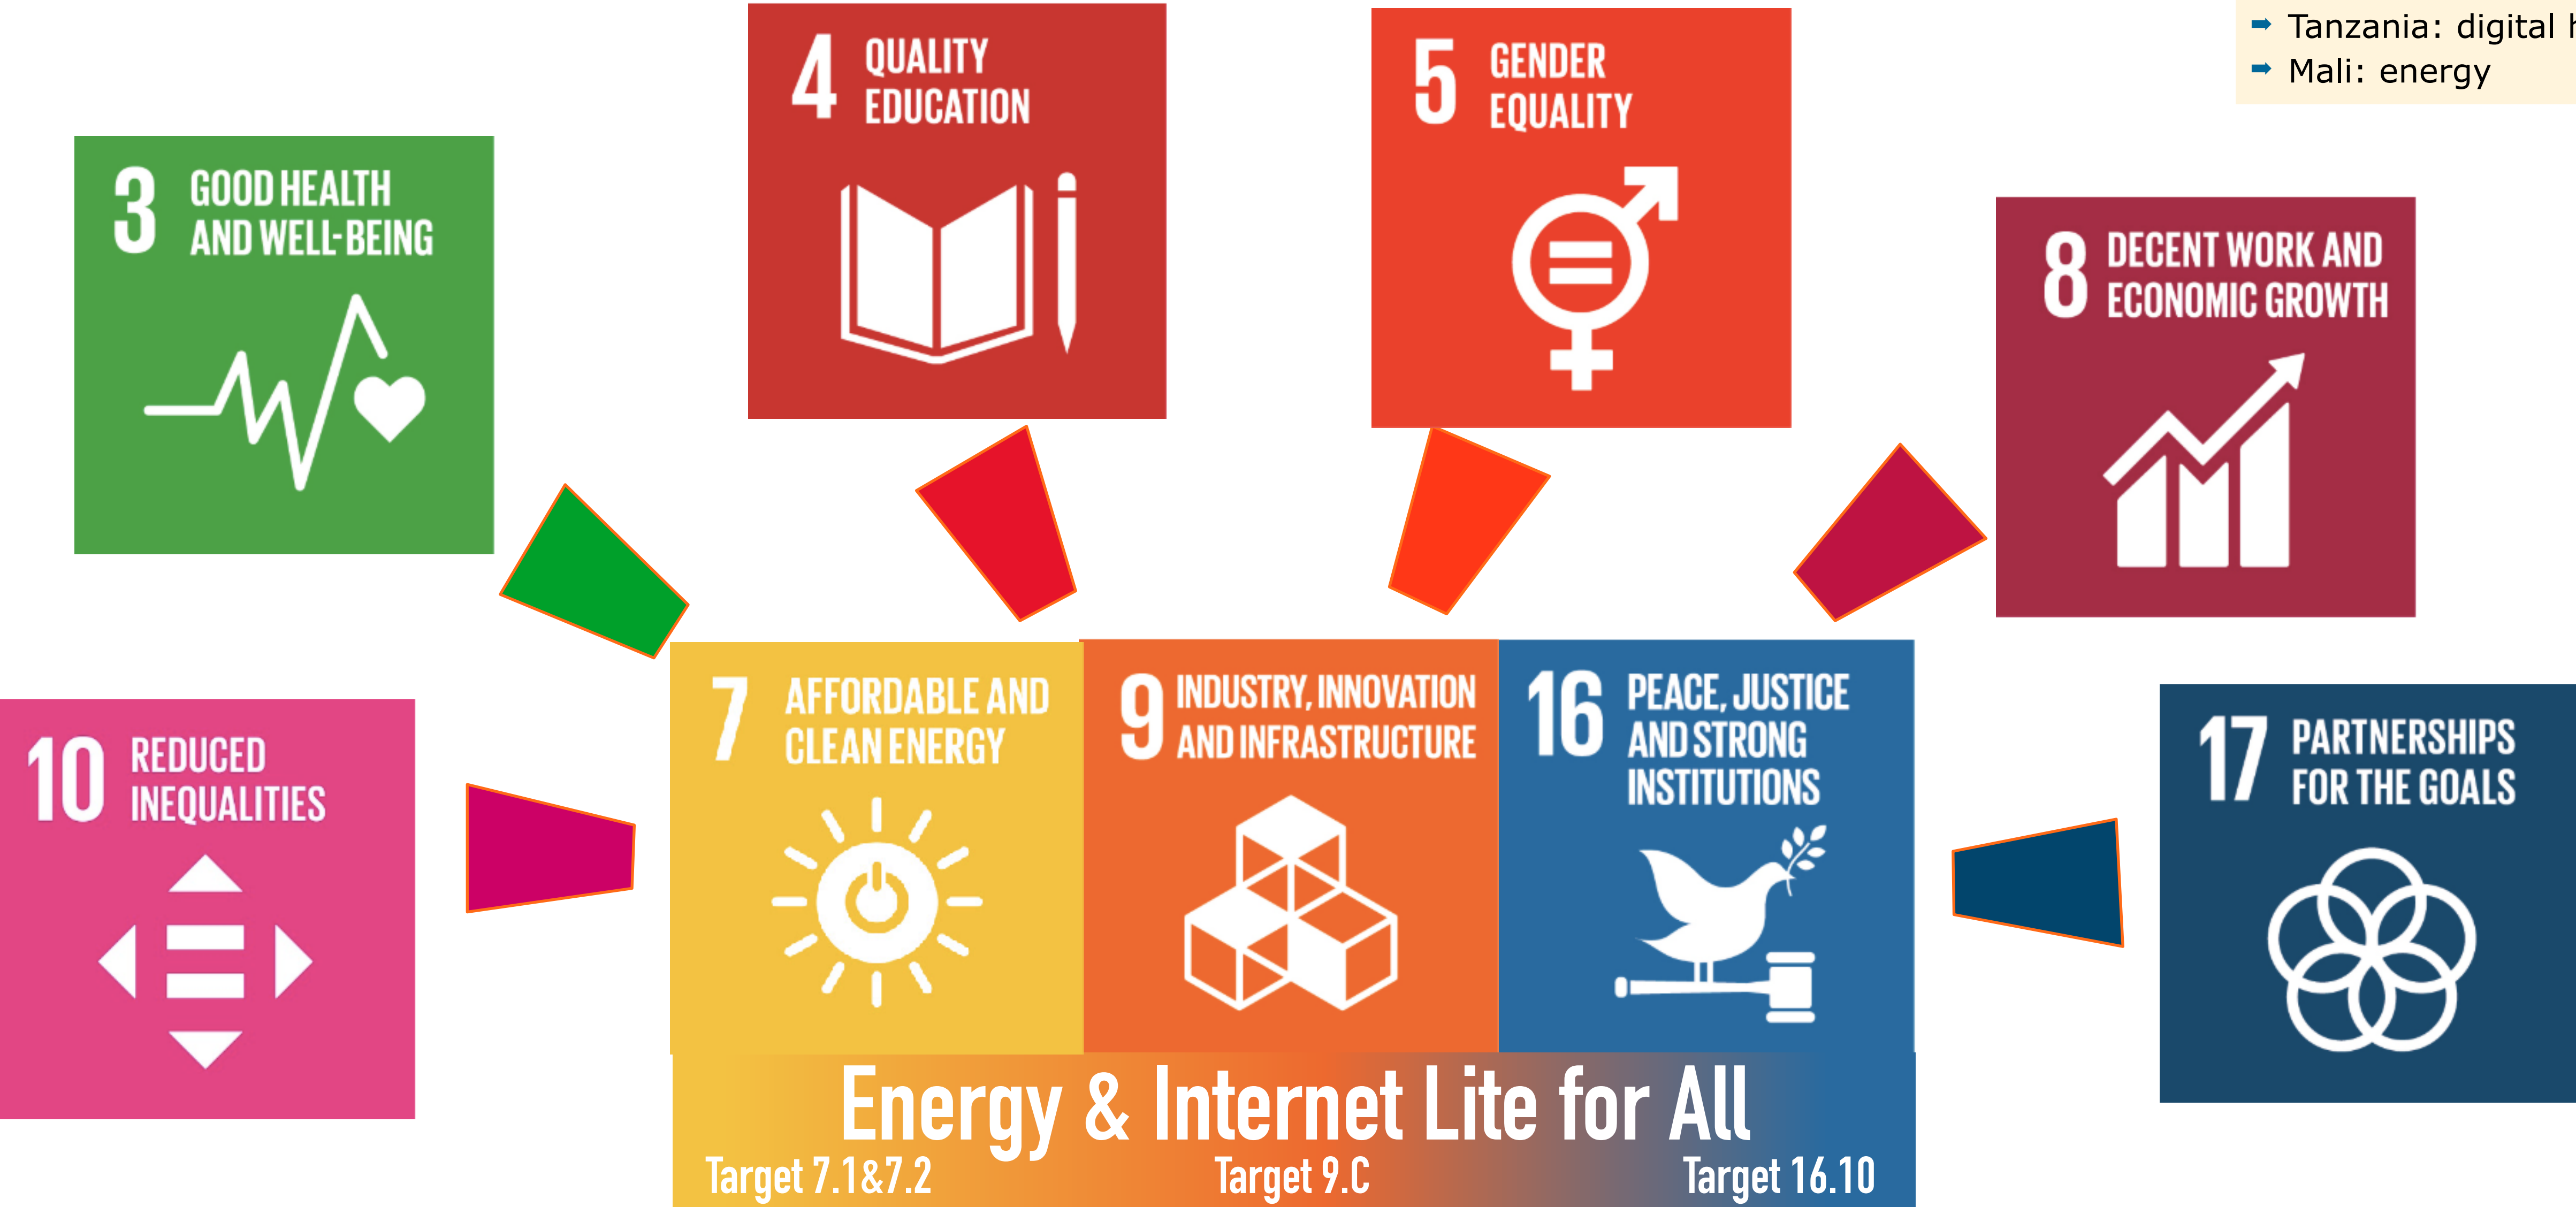 4 QUALITY
EDUCATION
5 GENDER
EQUALITY
➡ Tanzania: digital
➡ Mali: energy
3 GOOD HEALTH
AND WELL-BEING
8 DECENT WORK AND
ECONOMIC GROWTH
10 REDUCED
INEQUALITIES
7 AFFORDABLE AND
CLEAN ENERGY
9 INDUSTRY, INNOVATION
AND INFRASTRUCTURE
16 PEACE, JUSTICE
AND STRONG
INSTITUTIONS
17 PARTNERSHIPS
FOR THE GOALS
Energy & Internet Lite for All
Target 7.1&7.2
Target 9.C
Target 16.10